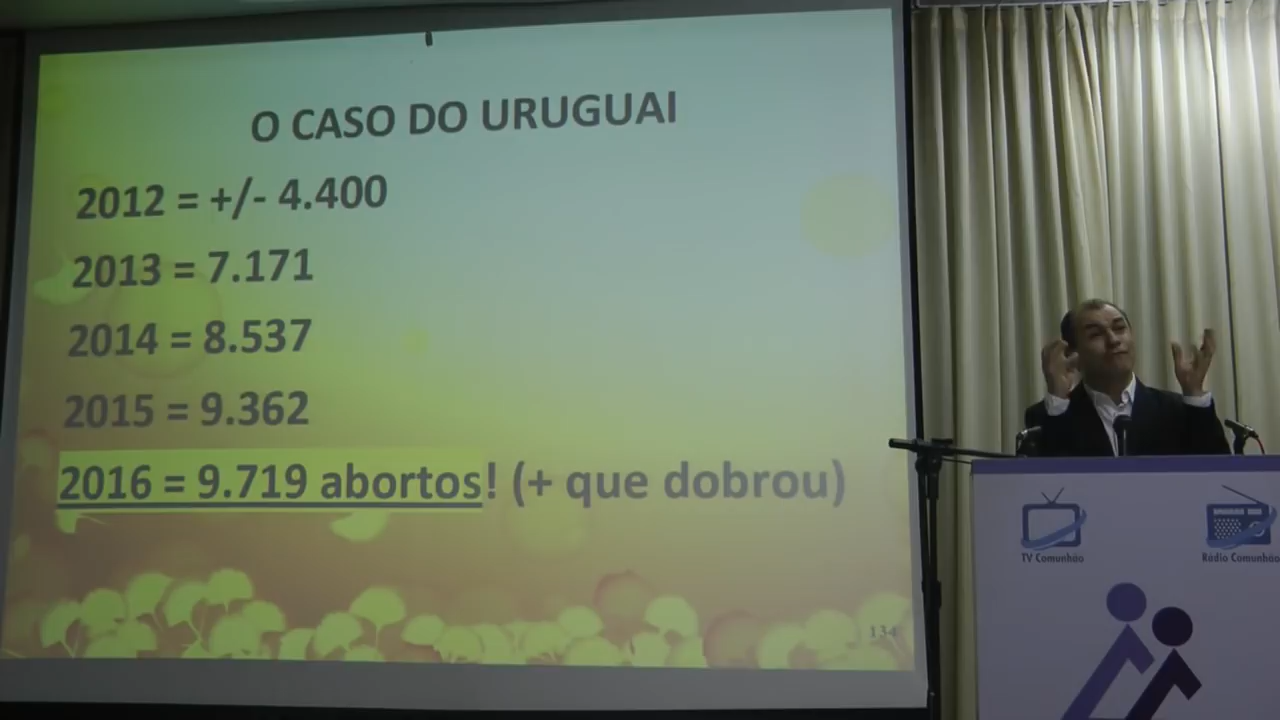 O CASO DO URUGUAI
2012 = +/- 4.400
2013 = 7.171
2014 = 8.537
2015 = 9.362
2016 = 9.719 abortos! (+ que dobrou)
134
TV Comunhão
Rádio Comunhão